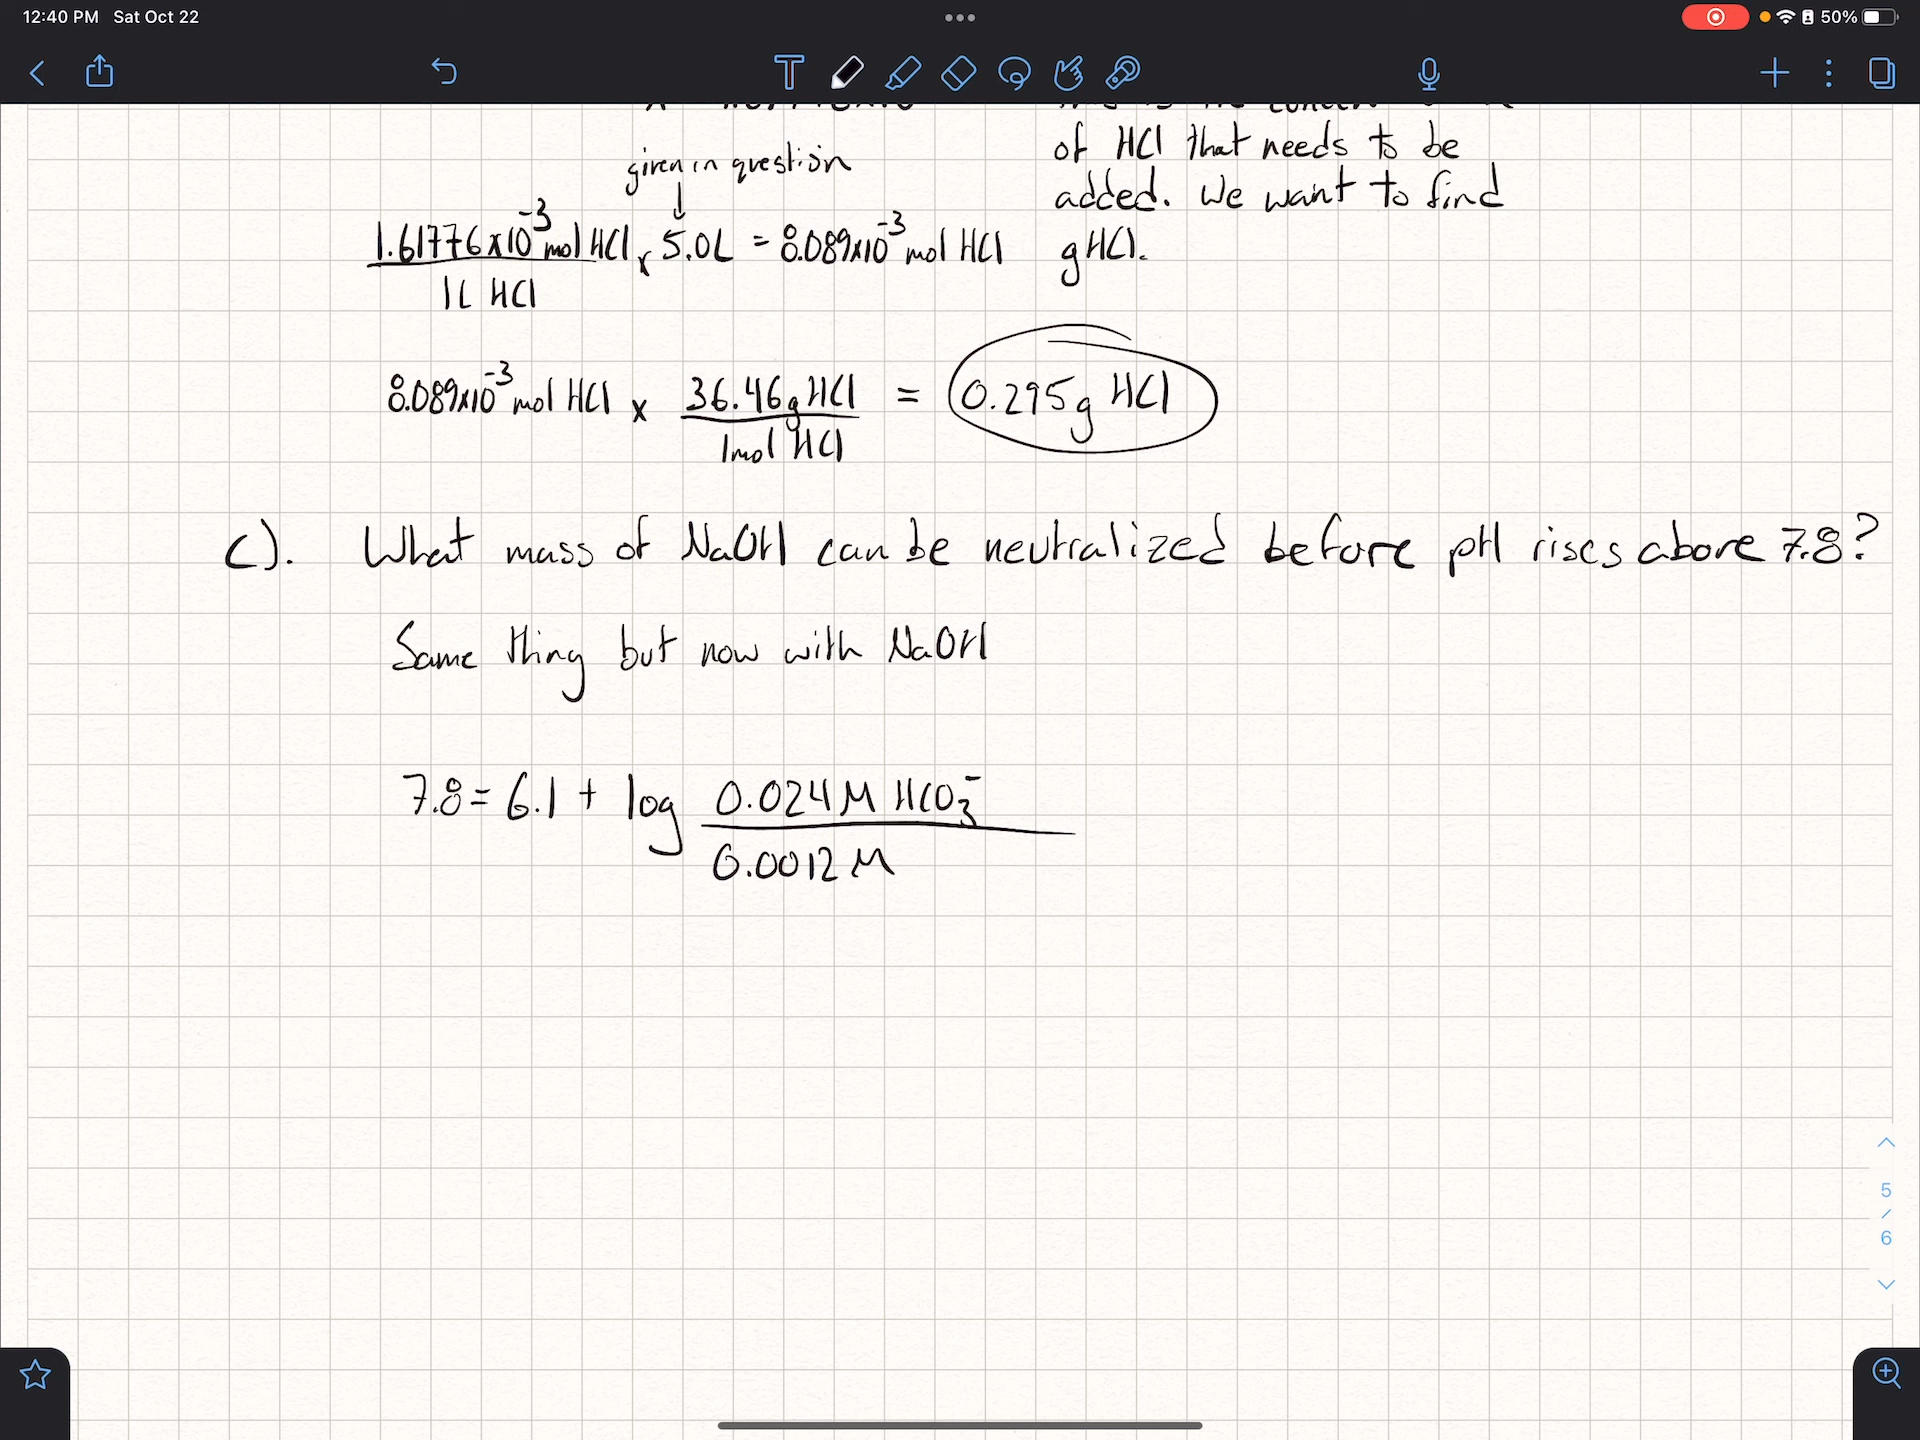 12:40 PM Sat Oct 22
50%
of HCl that needs to be
given in question
added. We want to find
1.61776x10⁻³ mol HCl x 5.0L = 8.089x10⁻³ mol HCl gHCl.
1L HCl
8.089x10⁻³ mol HCl x 36.46g HCl = 0.295g HCl
1mol HCl
C). What mass of NaOH can be neutralized before pH rises above 7.8?
Same thing but now with NaOH
7.8 = 6.1 + log 0.024M HCO₃⁻
0.0012M
5
/
6